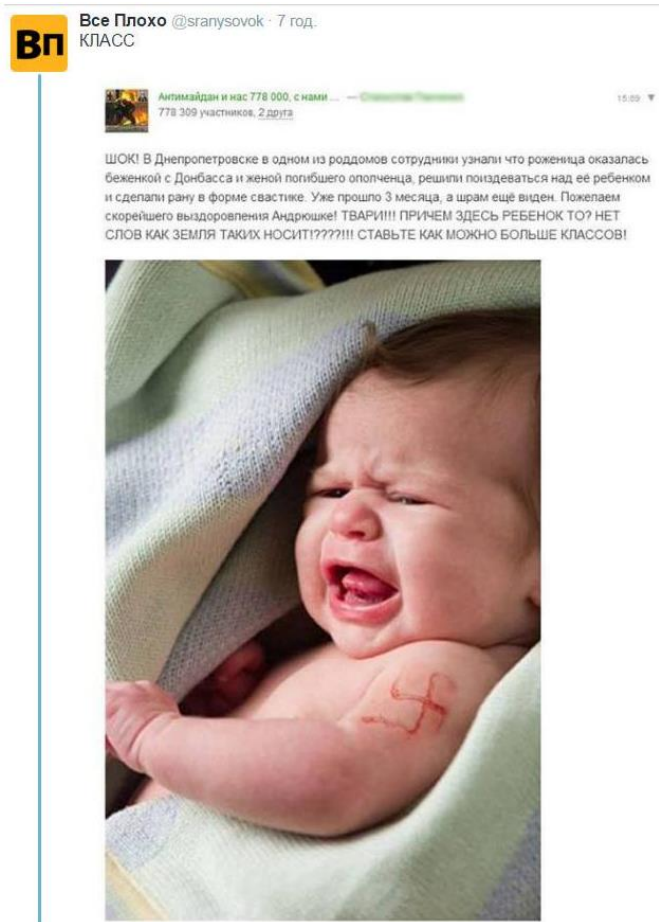 Вп
Все Плохо @sranysovok · 7 год.
КЛАСС
Антимайдан и нас 778 000, с нами ... —
15:09
778 309 участников, 2 друга
ШОК! В Днепропетровске в одном из роддомов сотрудники узнали что роженица оказалась
беженкой с Донбасса и женой погибшего ополченца, решили поиздеваться над её ребенком
и сделали рану в форме свастике. Уже прошло 3 месяца, а шрам ещё виден. Пожелаем
скорейшего выздоровления Андрюшке! ТВАРИ!!! ПРИЧЕМ ЗДЕСЬ РЕБЕНОК ТО? НЕТ
СЛОВ КАК ЗЕМЛЯ ТАКИХ НОСИТ!????!!! СТАВЬТЕ КАК МОЖНО БОЛЬШЕ КЛАССОВ!